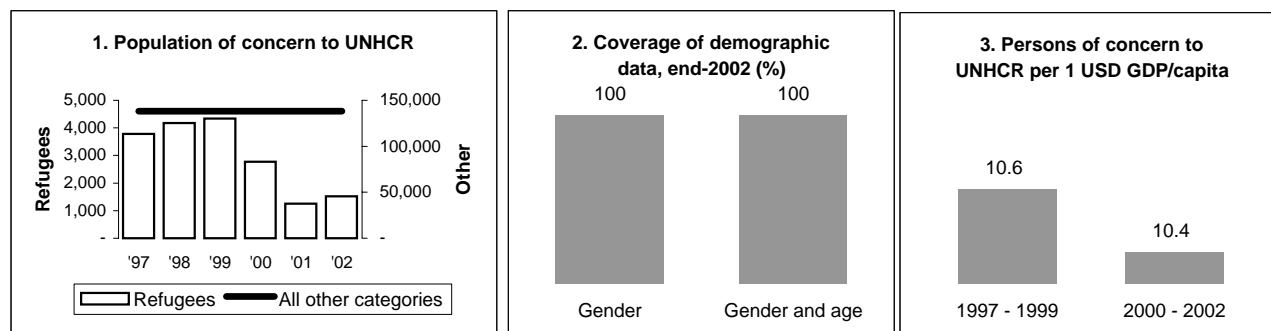 1. Population of concern to UNHCR
5,000
4,000
3,000
2,000
1,000
-
Refugees
150,000
100,000
50,000
-
Other
'97 '98 '99 '00 '01 '02
Refugees All other categories
2. Coverage of demographic
data, end-2002 (%)
100 100
Gender Gender and age
3. Persons of concern to
UNHCR per 1 USD GDP/capita
10.6
10.4
1997 - 1999 2000 - 2002